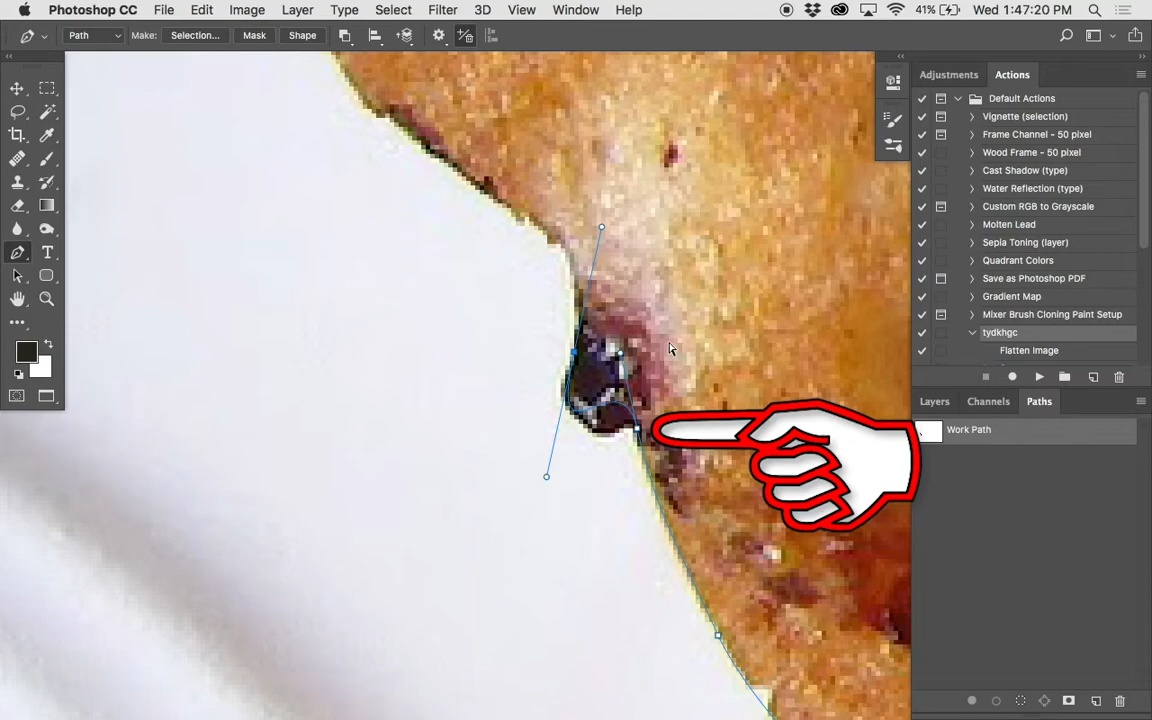 Photoshop CC File Edit Image Layer Type Select Filter 3D View Window Help 41% Wed 1:47:20 PM
Path Make: Selection... Mask Shape
Adjustments Actions
Default Actions
Vignette (selection)
Frame Channel - 50 pixel
Wood Frame - 50 pixel
Cast Shadow (type)
Water Reflection (type)
Custom RGB to Grayscale
Molten Lead
Sepia Toning (layer)
Quadrant Colors
Save as Photoshop PDF
Gradient Map
Mixer Brush Cloning Paint Setup
tydkhgc
Flatten Image
Layers Channels Paths
Work Path